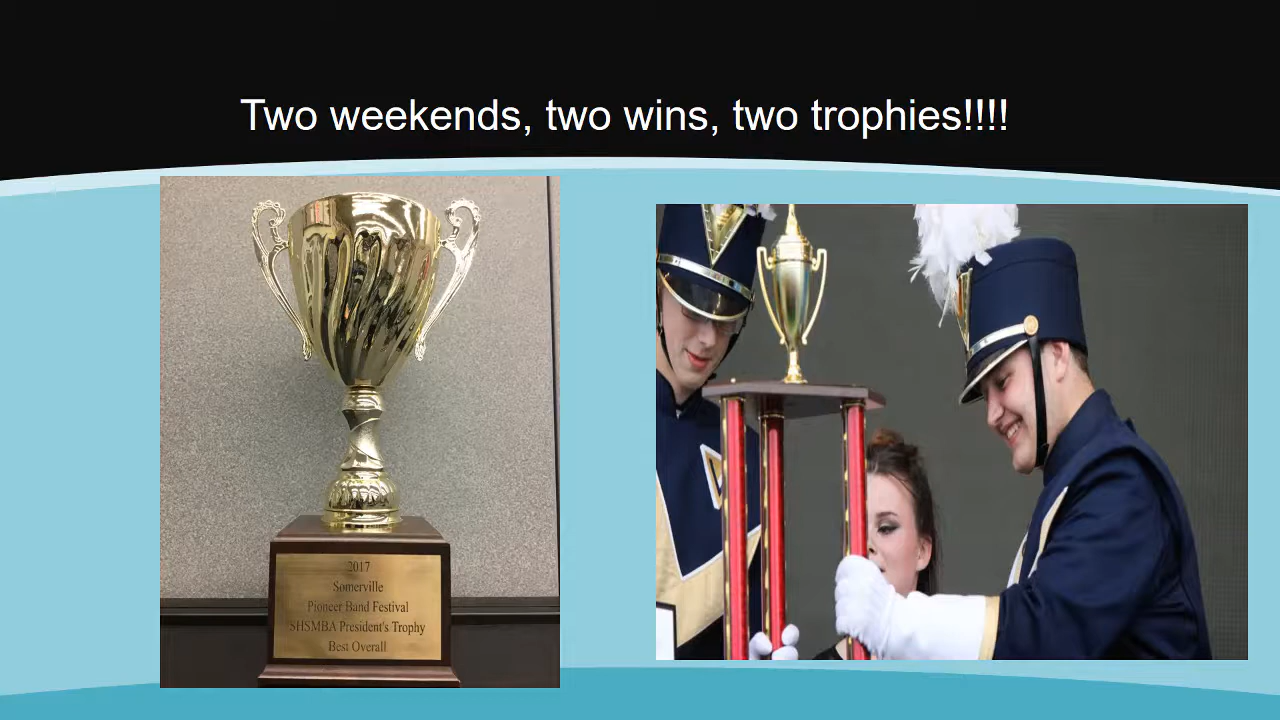 Two weekends, two wins, two trophies!!!!
2017
Somerville
Pioneer Band Festival
SHSMBA President's Trophy
Best Overall